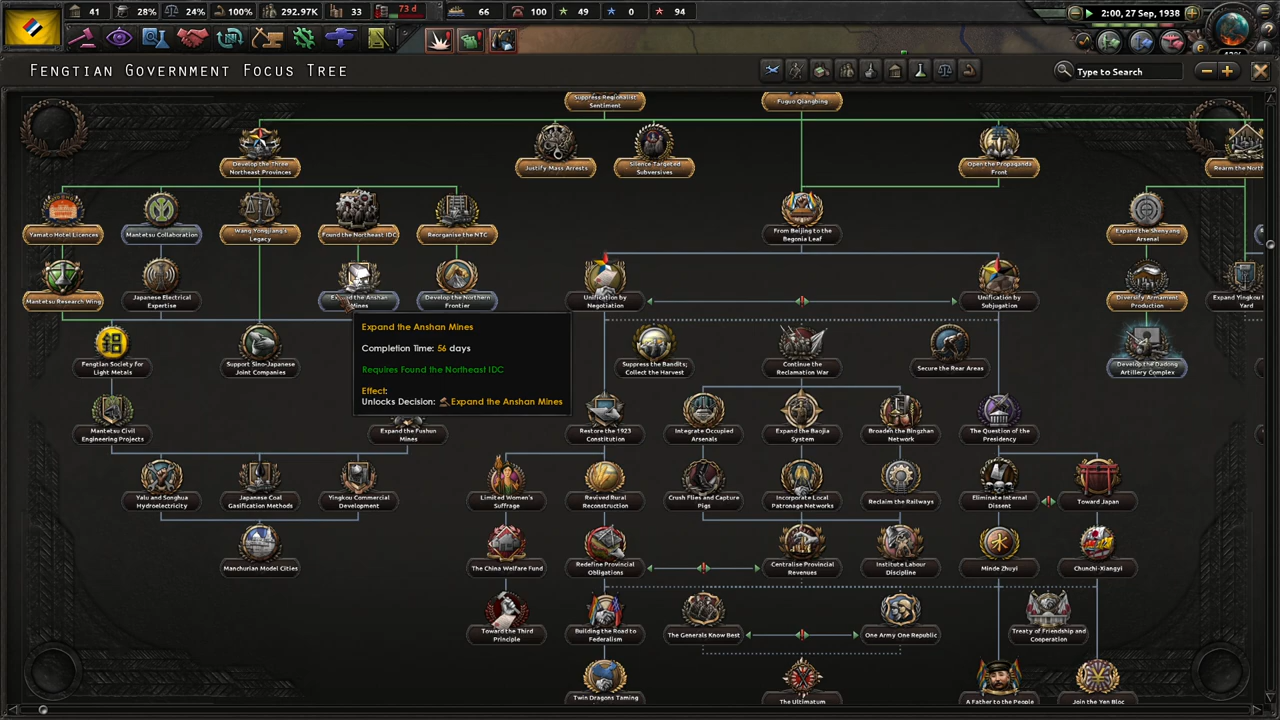 41 28% 24% 100% 292.97K 33 73 d 66 100 49 0 94 2:00, 27 Sep, 1938
Fengtian Government Focus Tree
Type to Search
Suppress Regionalist
Sentiment
Fuguo Qiangbing
Develop the Three
Northeast Provinces
Justify Mass Arrests
Silence Targeted
Subversives
Open the Propaganda
Front
Rearm the North
Yamato Hotel Licences
Mantetsu Collaboration
Wang Yongjiang's
Legacy
Found the Northeast IDC
Reorganise the NTC
From Beijing to the
Begonia Leaf
Expand the Shenyang
Arsenal
Mantetsu Research Wing
Japanese Electrical
Expertise
Expand the Anshan
Mines
Develop the Northern
Frontier
Unification by
Negotiation
Unification by
Subjugation
Diversify Armament
Production
Expand Yingkou
Yard
Expand the Anshan Mines
Completion Time: 56 days
Requires Found the Northeast IDC
Effect:
Unlocks Decision: Expand the Anshan Mines
Fengtian Society for
Light Metals
Support Sino-Japanese
Joint Companies
Suppress the Bandits;
Collect the Harvest
Continue the
Reclamation War
Secure the Rear Areas
Develop the Dadong
Artillery Complex
Mantetsu Civil
Engineering Projects
Expand the Fushun
Mines
Restore the 1923
Constitution
Integrate Occupied
Arsenals
Expand the Baojia
System
Broaden the Bingzhan
Network
The Question of the
Presidency
Yalu and Songhua
Hydroelectricity
Japanese Coal
Gasification Methods
Yingkou Commercial
Development
Limited Women's
Suffrage
Revived Rural
Reconstruction
Crush Flies and Capture
Pigs
Incorporate Local
Patronage Networks
Reclaim the Railways
Eliminate Internal
Dissent
Toward Japan
Manchurian Model Cities
The China Welfare Fund
Redefine Provincial
Obligations
Centralise Provincial
Revenues
Institute Labour
Discipline
Minde Zhuyi
Chunchi-Xiangyi
Toward the Third
Principle
Building the Road to
Federalism
The Generals Know Best
One Army One Republic
Treaty of Friendship and
Cooperation
Twin Dragons Taming
The Ultimatum
A Father to the People
Join the Yen Bloc